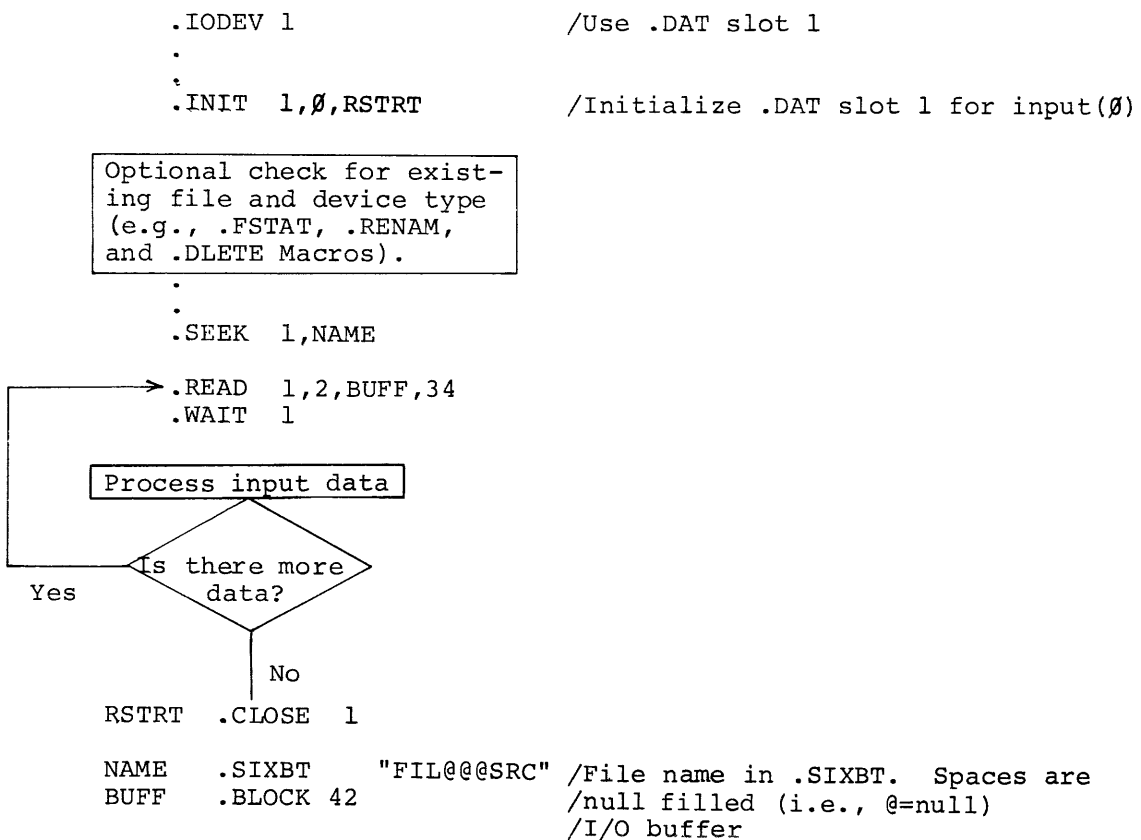 .IODEV 1 /Use .DAT slot 1
.
.
.INIT 1,Ø,RSTRT /Initialize .DAT slot 1 for input(Ø)
Optional check for exist-
ing file and device type
(e.g., .FSTAT, .RENAM,
and .DLETE Macros).
.
.
.SEEK 1,NAME
.READ 1,2,BUFF,34
.WAIT 1
Process input data
Is there more
data?
Yes
No
RSTRT .CLOSE 1
NAME .SIXBT "FIL@@@SRC" /File name in .SIXBT. Spaces are
BUFF .BLOCK 42 /null filled (i.e., @=null)
/I/O buffer